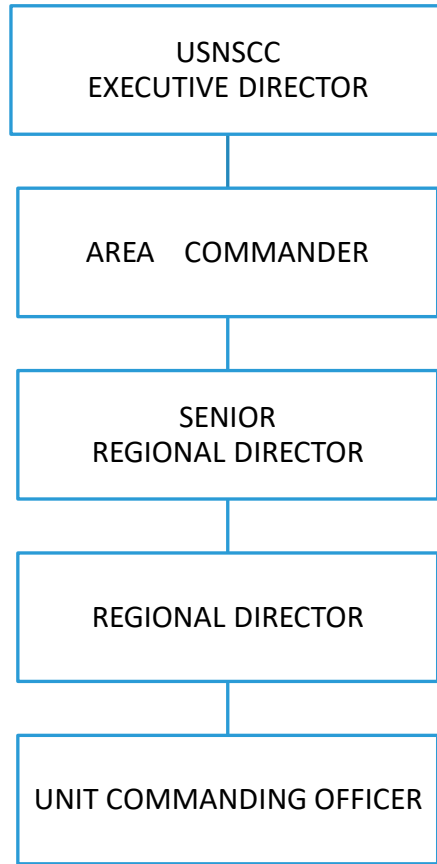 USNSCC
EXECUTIVE DIRECTOR
AREA COMMANDER
SENIOR
REGIONAL DIRECTOR
REGIONAL DIRECTOR
UNIT COMMANDING OFFICER